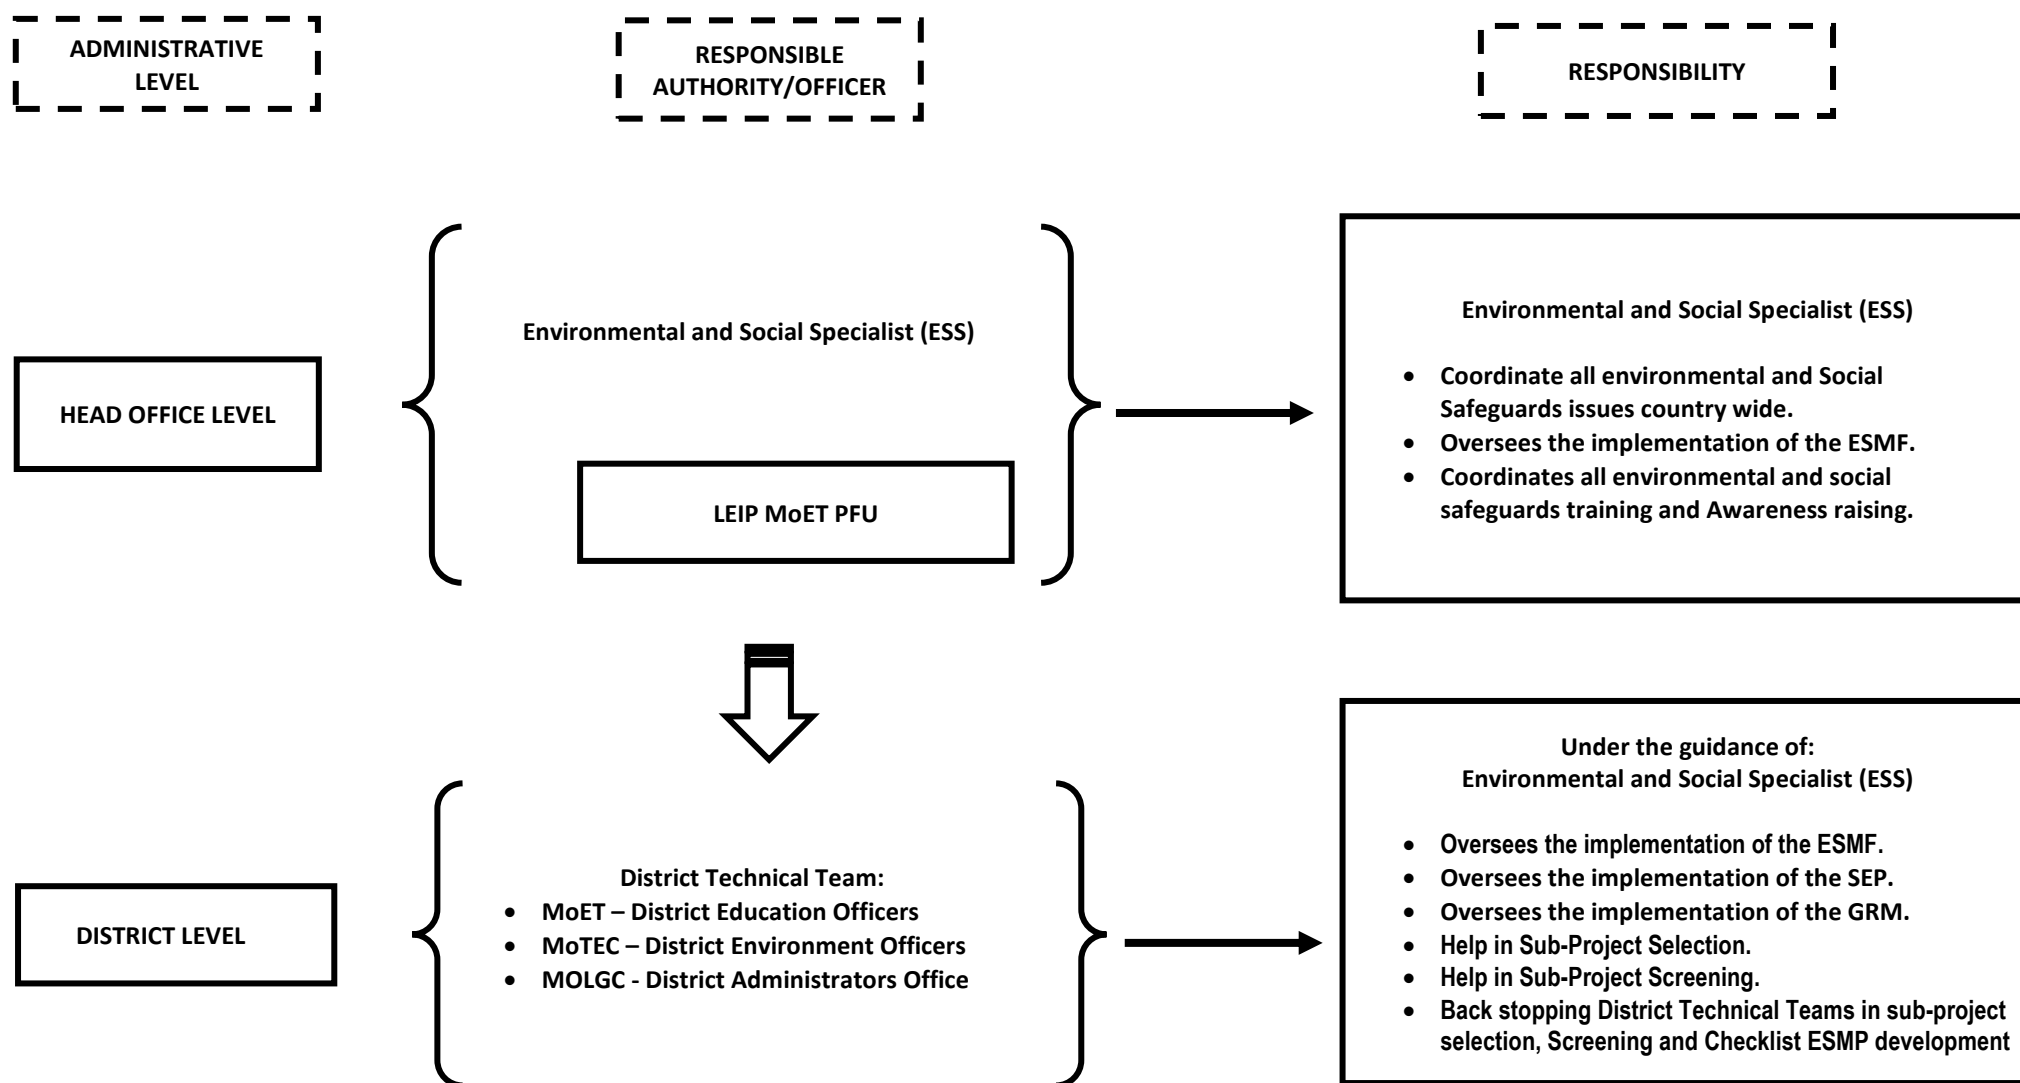 ADMINISTRATIVE
LEVEL
RESPONSIBLE
AUTHORITY/OFFICER
RESPONSIBILITY
HEAD OFFICE LEVEL
Environmental and Social Specialist (ESS)
LEIP MoET PFU
Environmental and Social Specialist (ESS)
• Coordinate all environmental and Social
Safeguards issues country wide.
• Oversees the implementation of the ESMF.
• Coordinates all environmental and social
safeguards training and Awareness raising.
DISTRICT LEVEL
District Technical Team:
• MoET – District Education Officers
• MoTEC – District Environment Officers
• MOLGC - District Administrators Office
Under the guidance of:
Environmental and Social Specialist (ESS)
• Oversees the implementation of the ESMF.
• Oversees the implementation of the SEP.
• Oversees the implementation of the GRM.
• Help in Sub-Project Selection.
• Help in Sub-Project Screening.
• Back stopping District Technical Teams in sub-project
selection, Screening and Checklist ESMP development